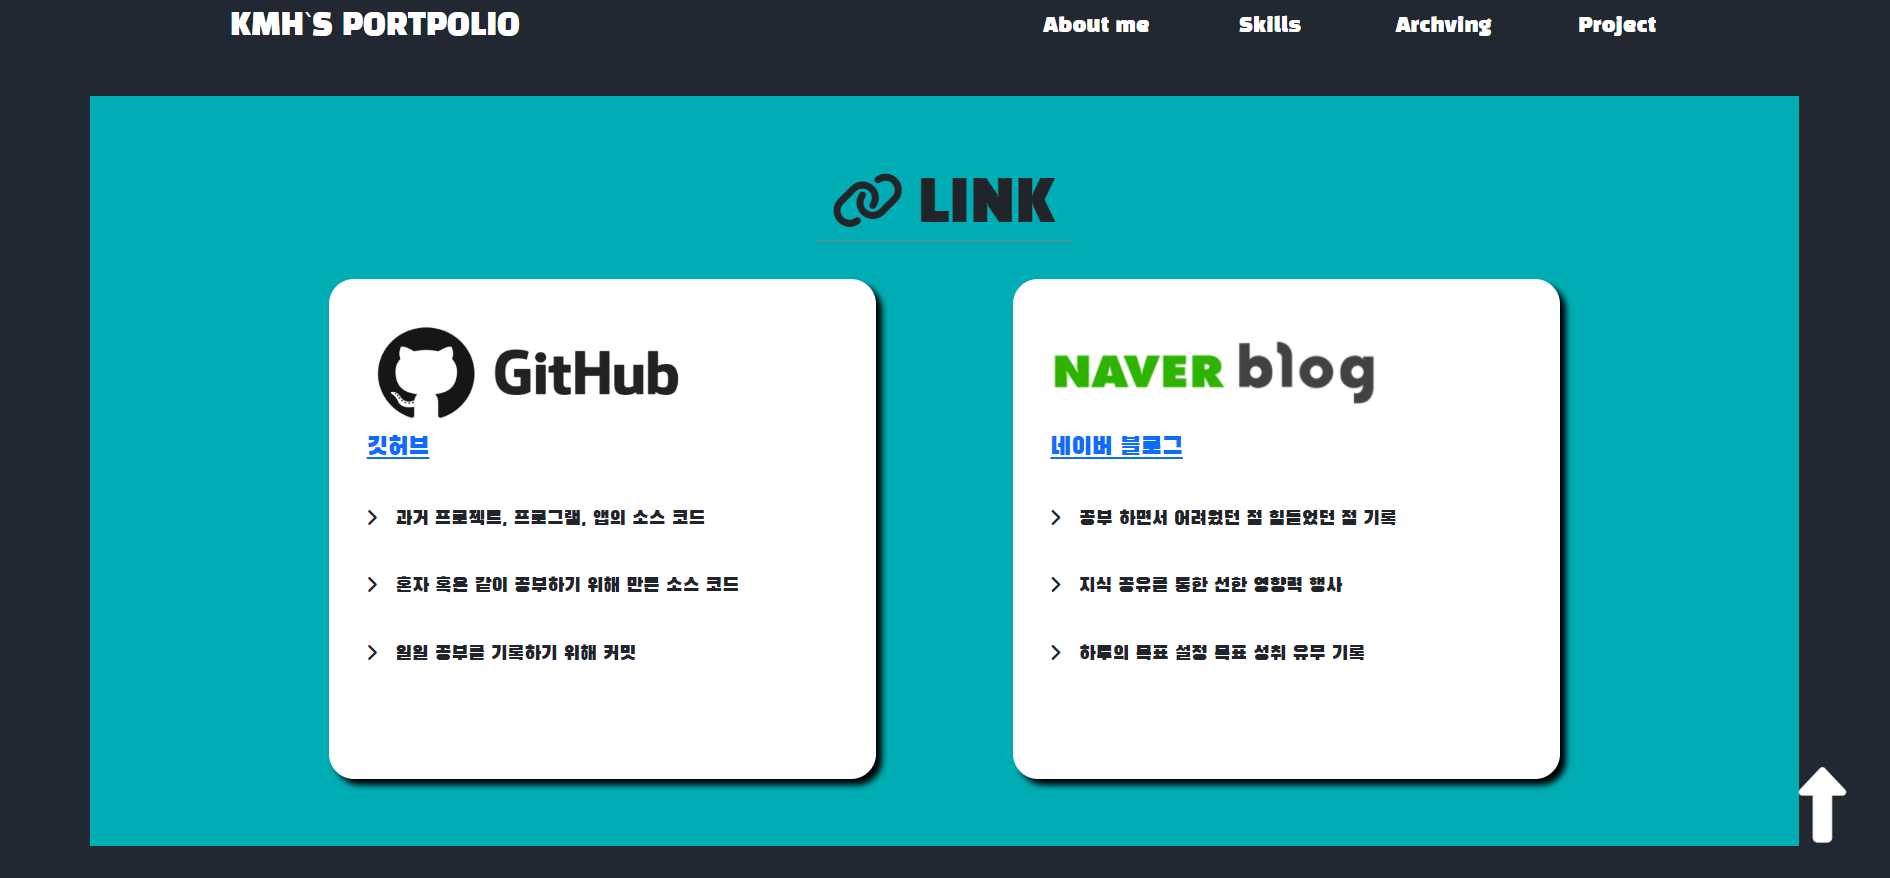 KMH`S PORTPOLIO
About me
Skills
Archving
Project
LINK
GitHub
깃허브
과거 프로젝트, 프로그램, 앱의 소스 코드
혼자 혹은 같이 공부하기 위해 만든 소스 코드
일일 공부를 기록하기 위해 커밋
NAVER blog
네이버 블로그
공부 하면서 어려웠던 점 힘들었던 점 기록
지식 공유를 통한 선한 영향력 행사
하루의 목표 설정 목표 성취 유무 기록